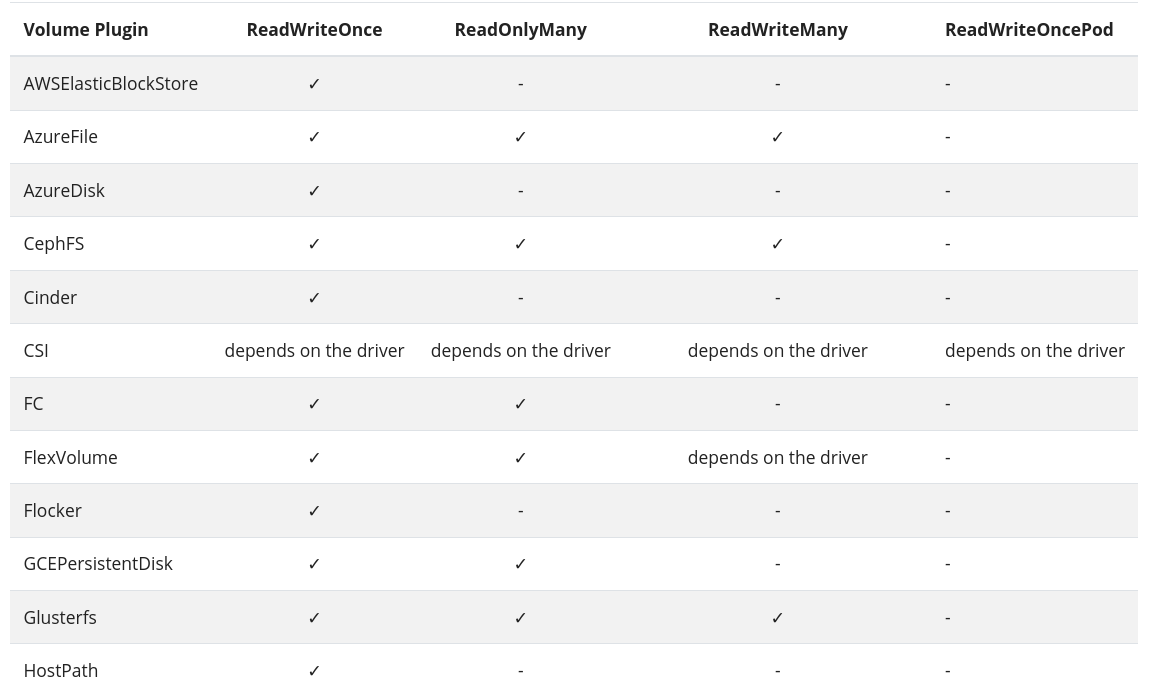 Volume Plugin ReadWriteOnce ReadOnlyMany ReadWriteMany ReadWriteOncePod
AWSElasticBlockStore ✓ - - -
AzureFile ✓ ✓ ✓ -
AzureDisk ✓ - - -
CephFS ✓ ✓ ✓ -
Cinder ✓ - - -
CSI depends on the driver depends on the driver depends on the driver depends on the driver
FC ✓ ✓ - -
FlexVolume ✓ ✓ depends on the driver -
Flocker ✓ - - -
GCEPersistentDisk ✓ ✓ - -
Glusterfs ✓ ✓ ✓ -
HostPath ✓ - - -